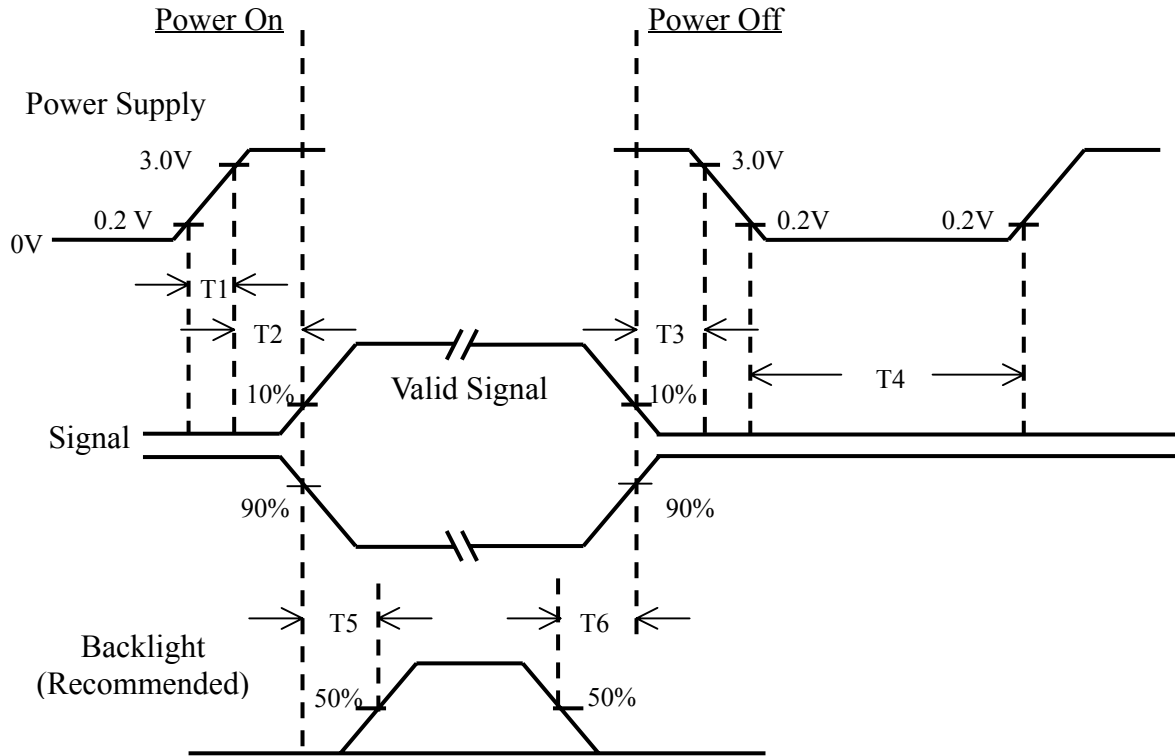 Power On
Power Off
Power Supply
3.0V
3.0V
0.2 V
0.2V
0.2V
0V
T1
T2
T3
T4
10%
Valid Signal
10%
Signal
90%
90%
T5
T6
Backlight
(Recommended)
50%
50%